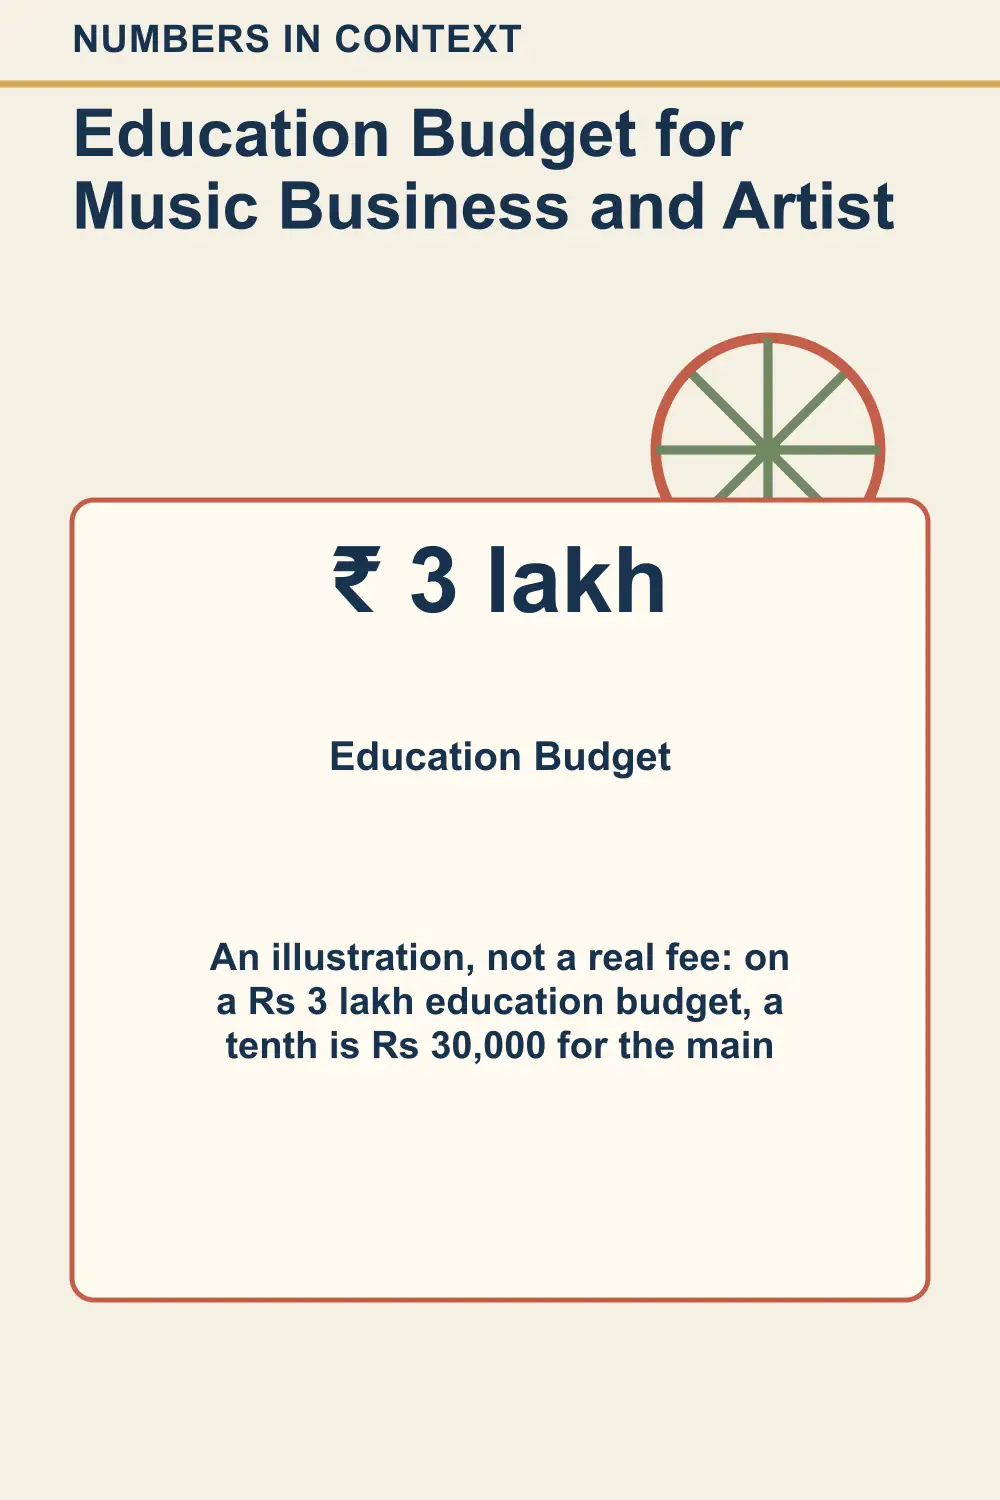 NUMBERS IN CONTEXT
Education Budget for
Music Business and Artist
₹ 3 lakh
Education Budget
An illustration, not a real fee: on
a Rs 3 lakh education budget, a
tenth is Rs 30,000 for the main